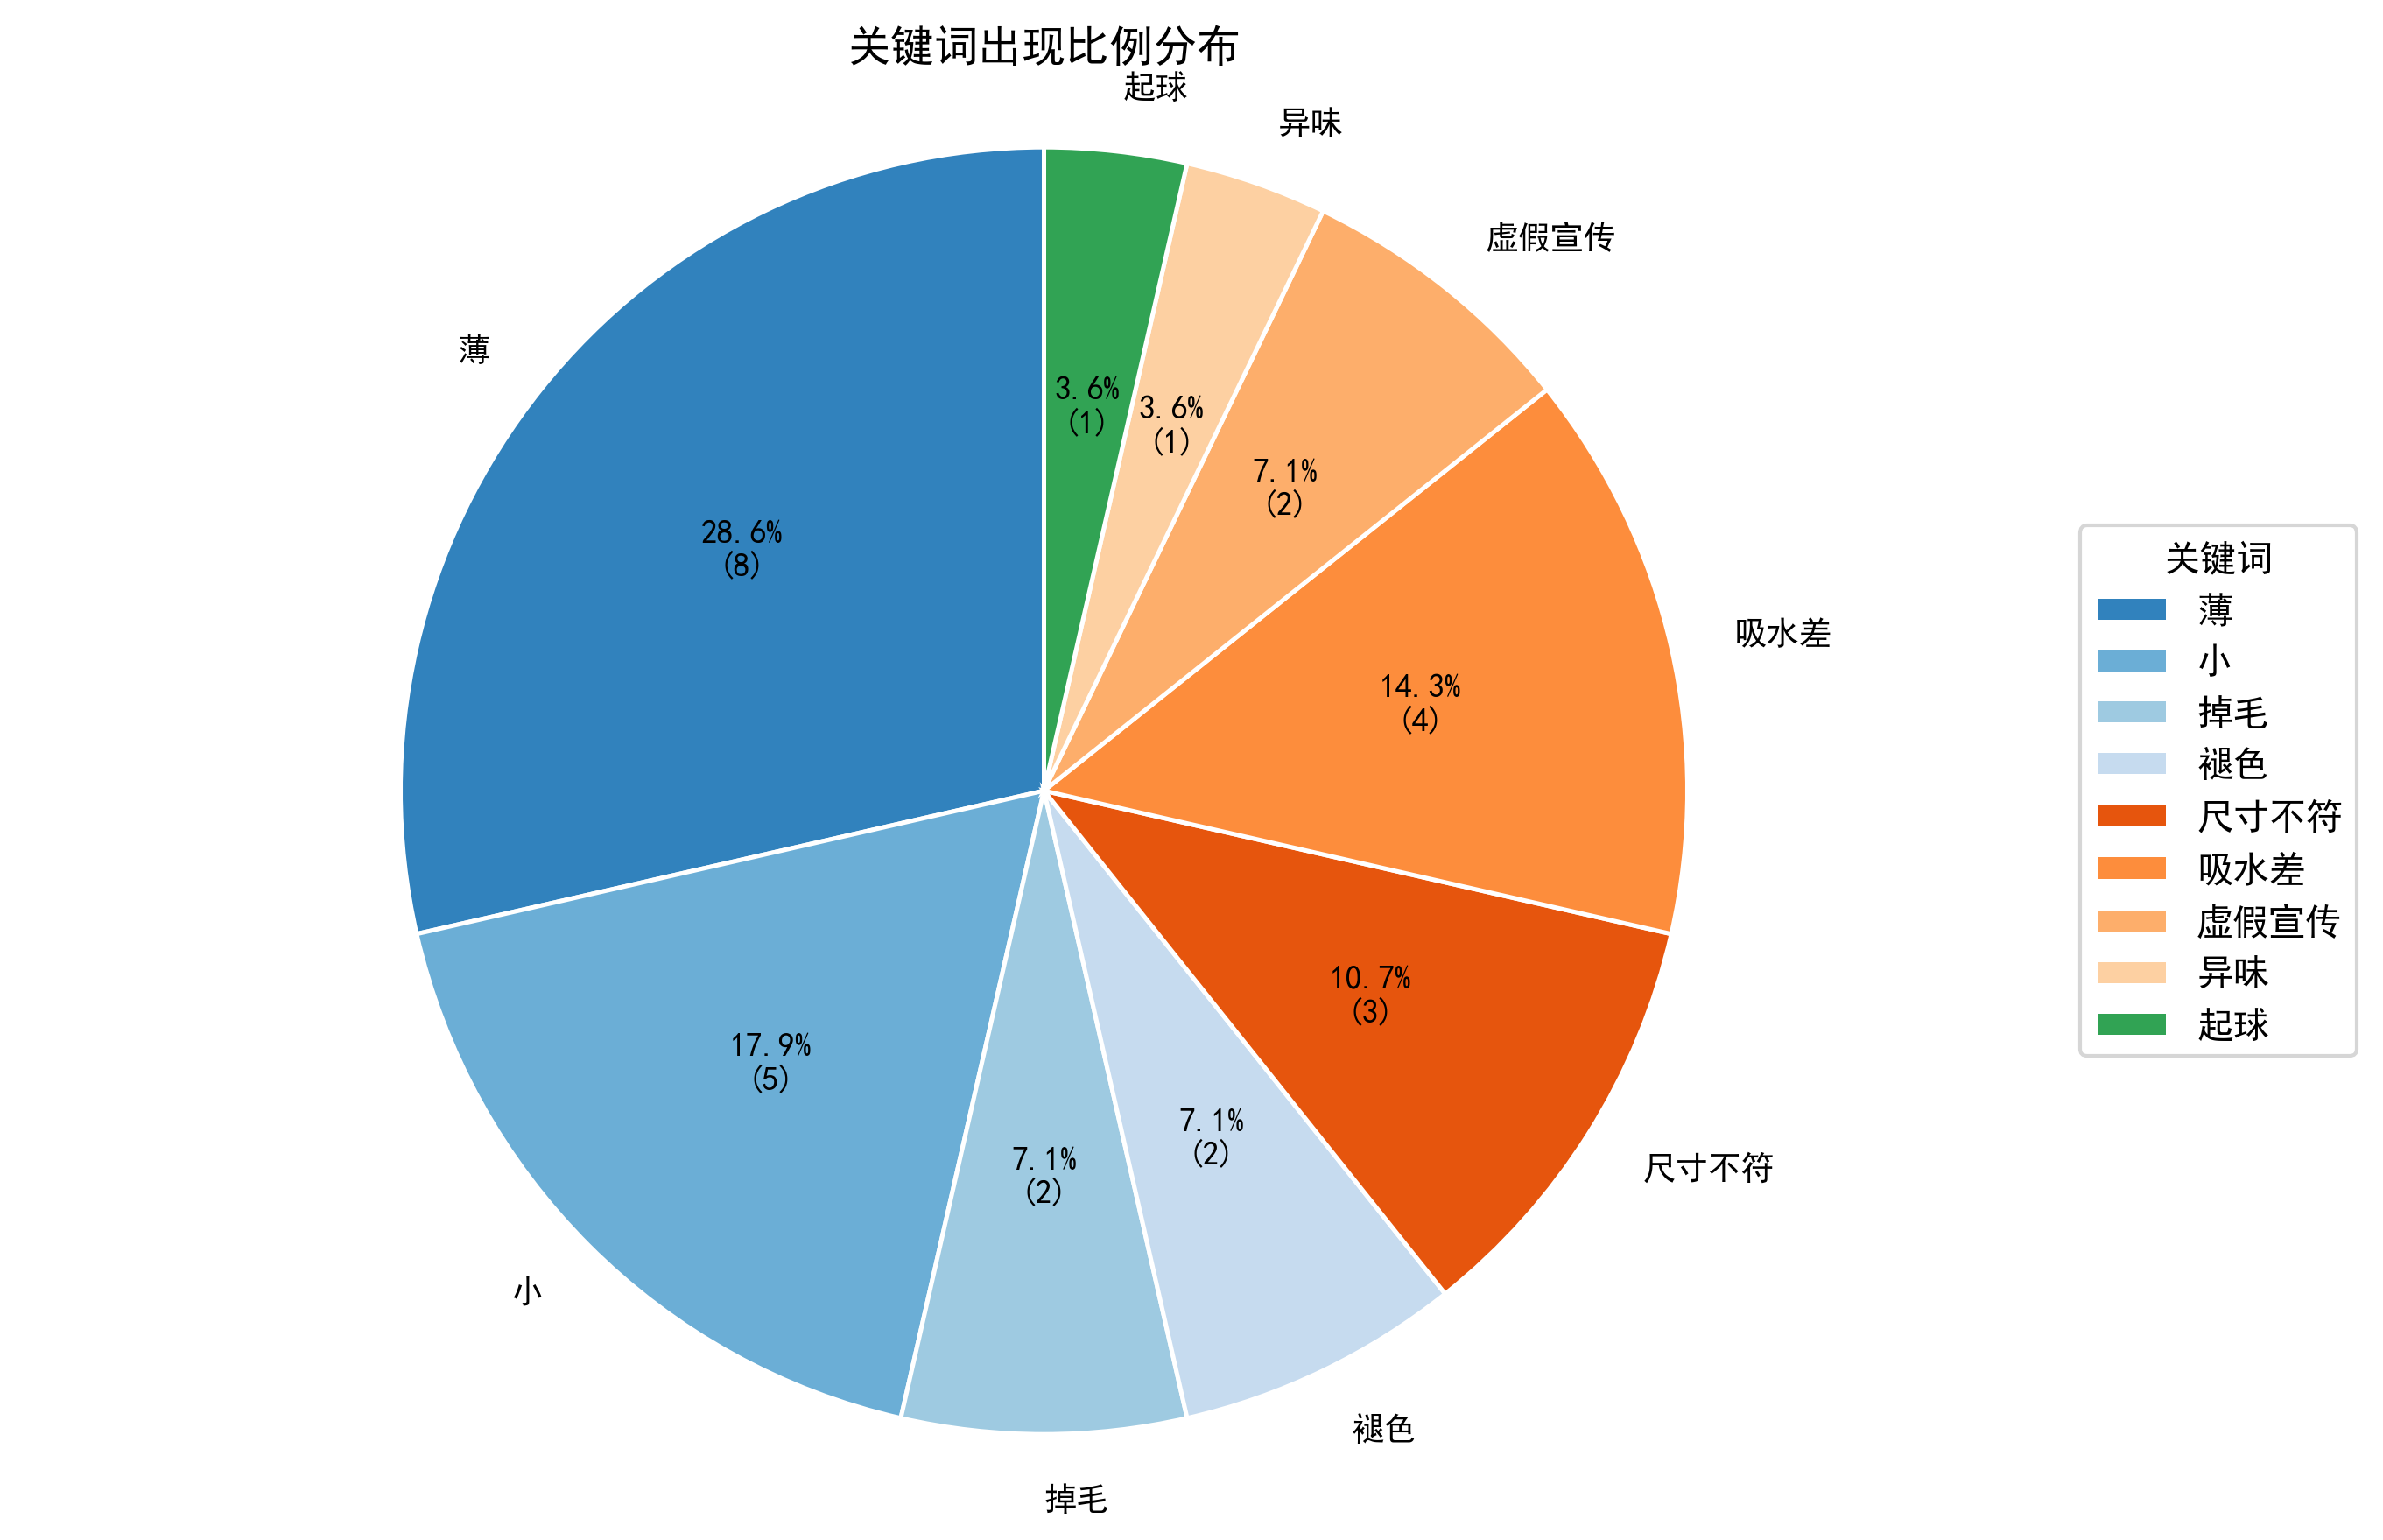 关键词出现比例分布
起球
异味
虚假宣传
薄
3.6%
(1)
3.6%
(1)
7.1%
(2)
28.6%
(8)
吸水差
14.3%
(4)
10.7%
(3)
17.9%
(5)
7.1%
(2)
7.1%
(2)
尺寸不符
小
褪色
掉毛
关键词
薄
小
掉毛
褪色
尺寸不符
吸水差
虚假宣传
异味
起球